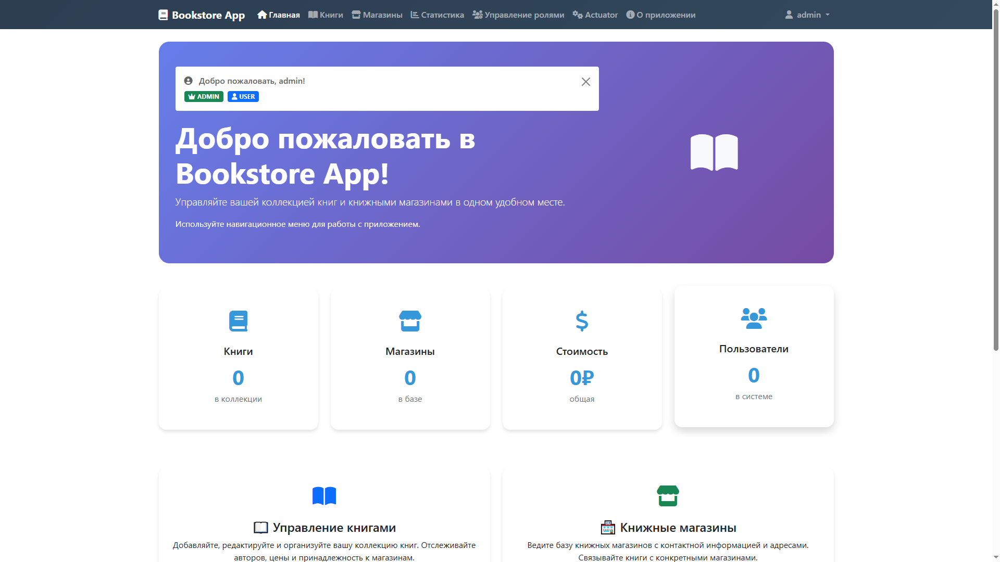 Bookstore App
Главная
Книги
Магазины
Статистика
Управление ролями
Actuator
О приложении
admin
Добро пожаловать, admin!
ADMIN
USER
Добро пожаловать в
Bookstore App!
Управляйте вашей коллекцией книг и книжными магазинами в одном удобном месте.
Используйте навигационное меню для работы с приложением.
Книги
0
в коллекции
Магазины
0
в базе
Стоимость
0₽
общая
Пользователи
0
в системе
Управление книгами
Добавляйте, редактируйте и организуйте вашу коллекцию книг. Отслеживайте
авторов, цены и принадлежность к магазинам.
Книжные магазины
Ведите базу книжных магазинов с контактной информацией и адресами.
Связывайте книги с конкретными магазинами.